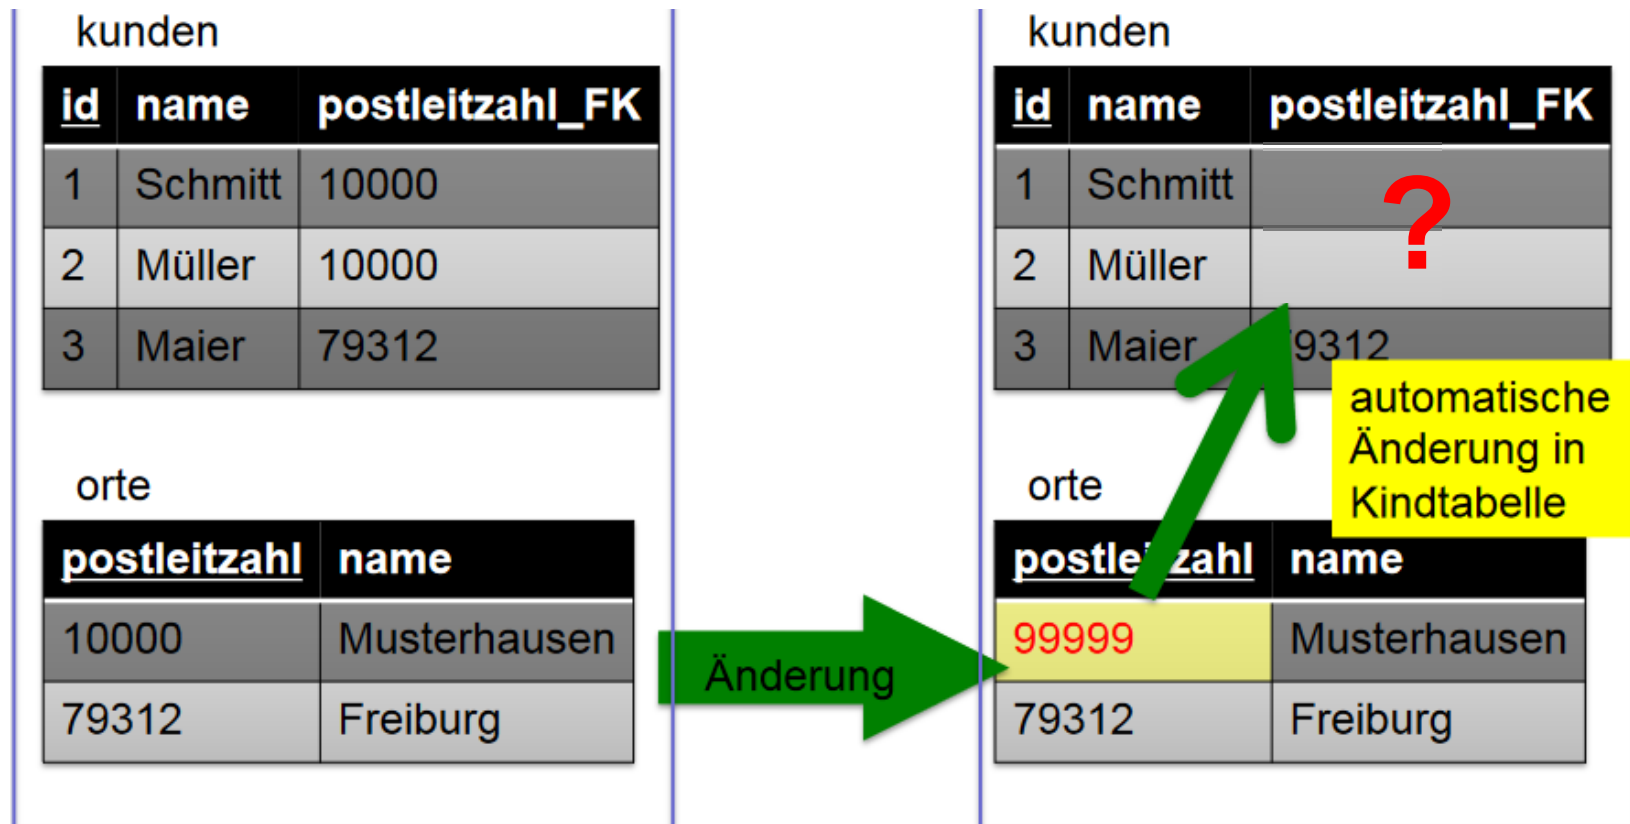 kunden
id name postleitzahl_FK
1 Schmitt 10000
2 Müller 10000
3 Maier 79312
orte
postleitzahl name
10000 Musterhausen
79312 Freiburg
Änderung
kunden
id name postleitzahl_FK
1 Schmitt
?
2 Müller
3 Maier 9312
automatische
Änderung in
Kindtabelle
orte
postleitzahl name
99999 Musterhausen
79312 Freiburg